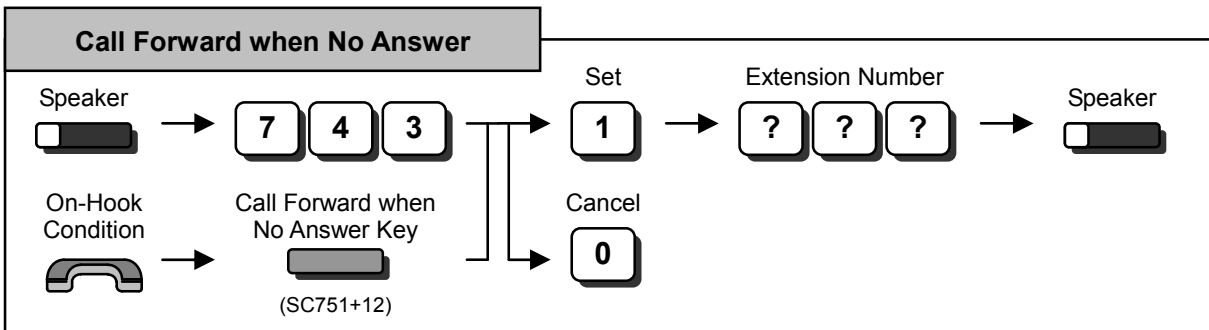 Call Forward when No Answer
Speaker
7 4 3
Set
1
Extension Number
? ? ?
Speaker
On-Hook
Condition
Call Forward when
No Answer Key
(SC751+12)
Cancel
0